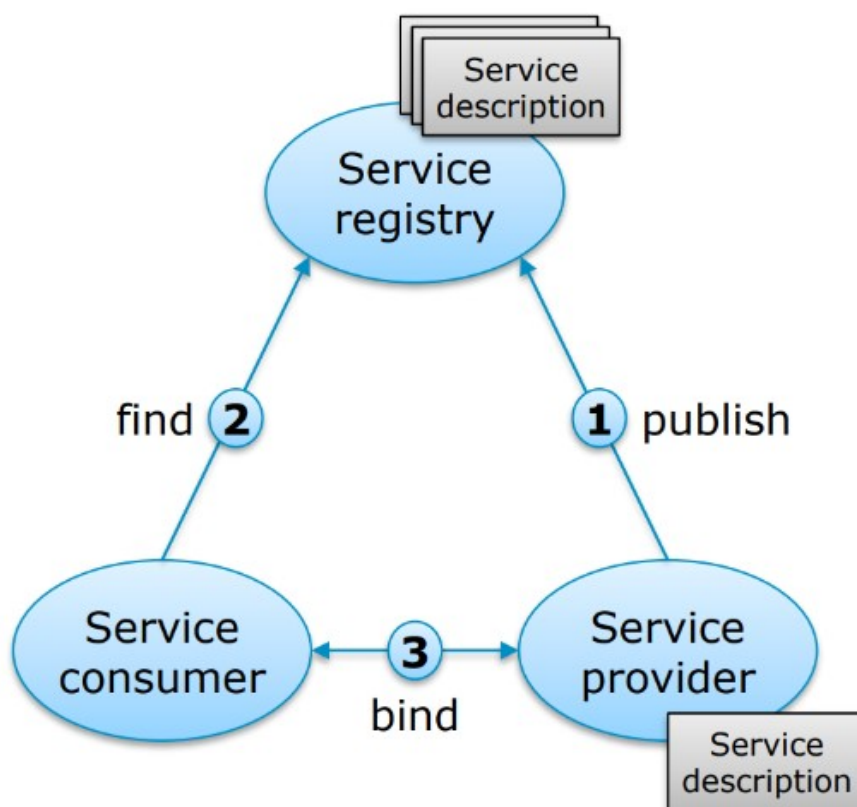 Service
description
Service
registry
find
2
1
publish
Service
consumer
3
bind
Service
provider
Service
description